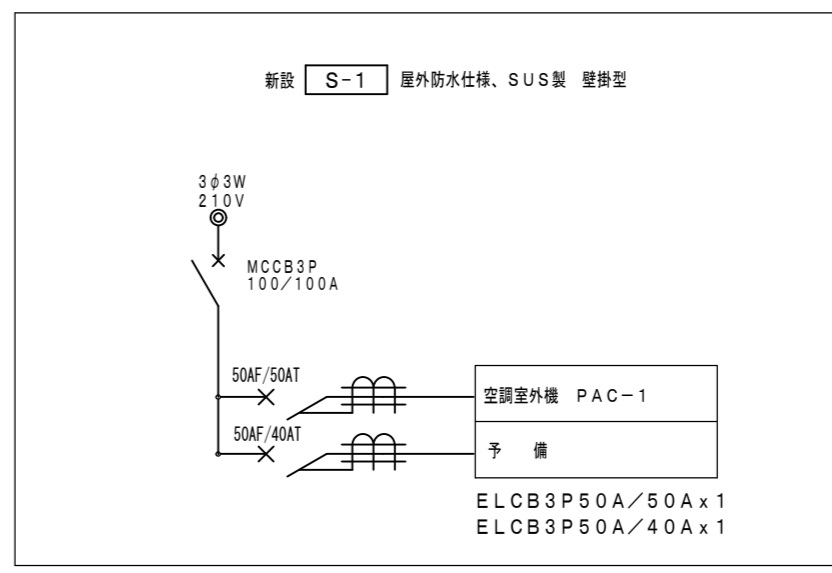 新設 S-1 屋外防水仕様、SUS製 壁掛型
3φ3W
210V
MCCB3P
100/100A
50AF/50AT
空調室外機 PAC-1
50AF/40AT
予 備
ELCB3P50A/50Ax1
ELCB3P50A/40Ax1